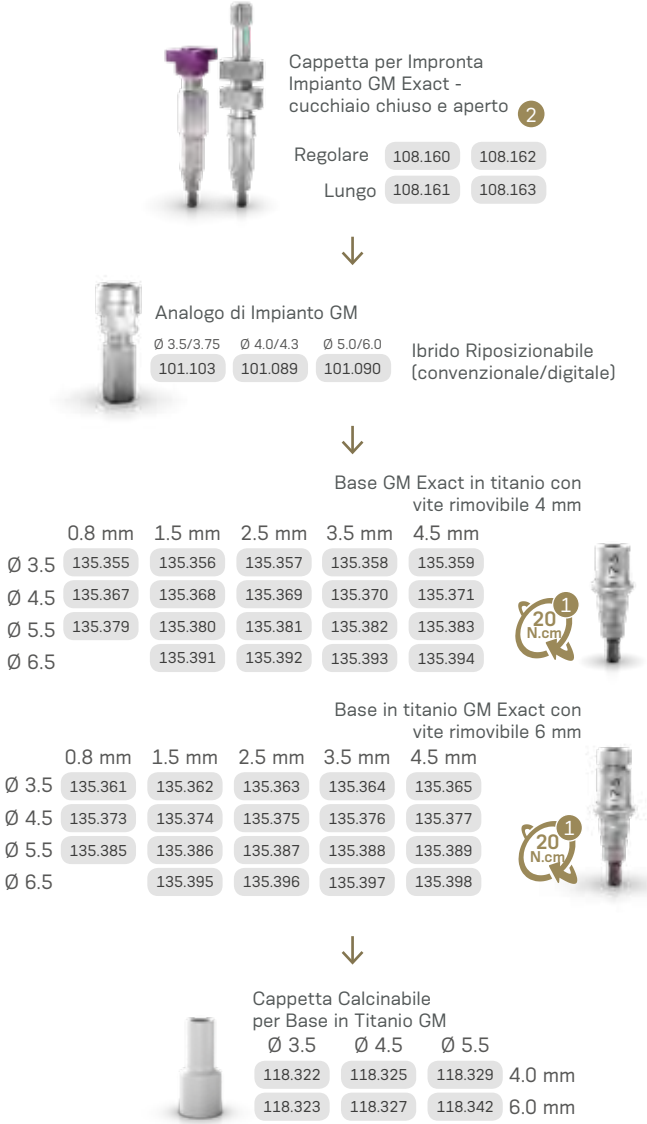 Cappetta per Impronta
Impianto GM Exact -
cucchiaio chiuso e aperto 2
Regolare 108.160 108.162
Lungo 108.161 108.163
Analogo di Impianto GM
Ø 3.5/3.75 Ø 4.0/4.3 Ø 5.0/6.0
101.103 101.089 101.090
Ibrido Riposizionabile
(convenzionale/digitale)
Base GM Exact in titanio con
vite rimovibile 4 mm
0.8 mm 1.5 mm 2.5 mm 3.5 mm 4.5 mm
Ø 3.5 135.355 135.356 135.357 135.358 135.359
Ø 4.5 135.367 135.368 135.369 135.370 135.371
Ø 5.5 135.379 135.380 135.381 135.382 135.383
Ø 6.5 135.391 135.392 135.393 135.394
1
20
N.cm
Base in titanio GM Exact con
vite rimovibile 6 mm
0.8 mm 1.5 mm 2.5 mm 3.5 mm 4.5 mm
Ø 3.5 135.361 135.362 135.363 135.364 135.365
Ø 4.5 135.373 135.374 135.375 135.376 135.377
Ø 5.5 135.385 135.386 135.387 135.388 135.389
Ø 6.5 135.395 135.396 135.397 135.398
1
20
N.cm
Cappetta Calcinabile
per Base in Titanio GM
Ø 3.5 Ø 4.5 Ø 5.5
118.322 118.325 118.329 4.0 mm
118.323 118.327 118.342 6.0 mm